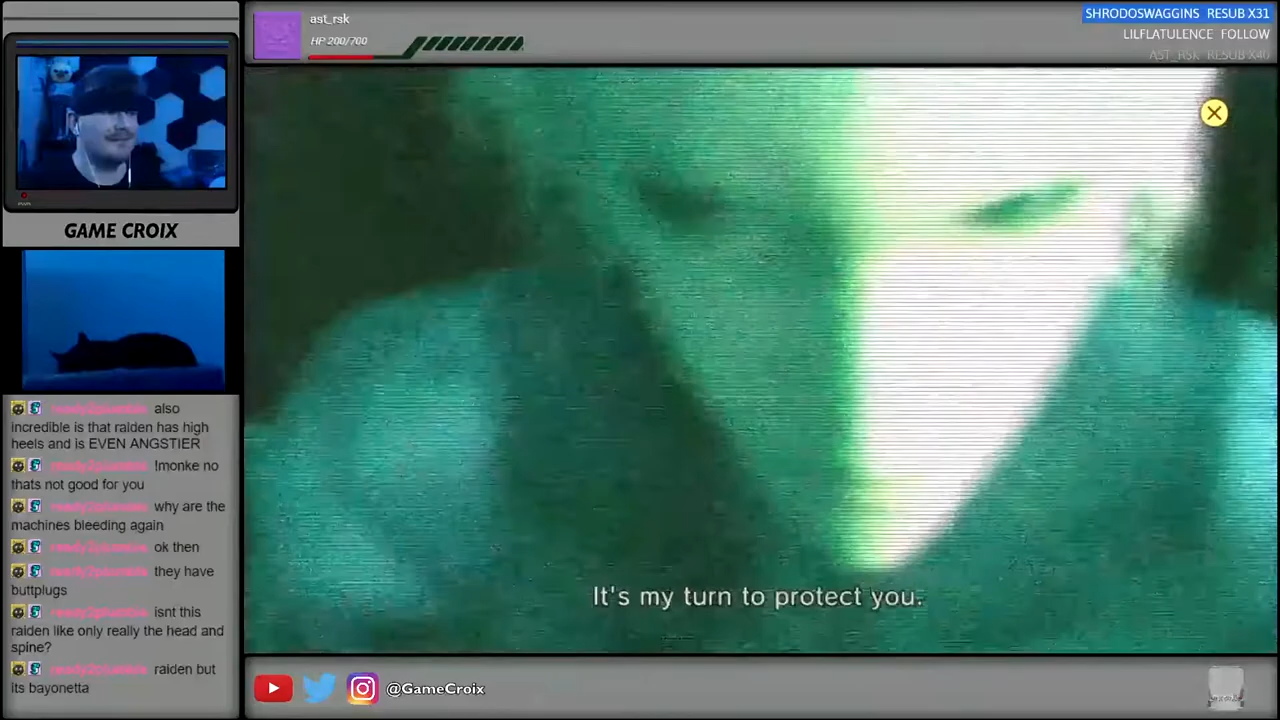 ast_rsk
HP 200/700
SHRODOSWAGGINS RESUB X31
LILFLATULENCE FOLLOW
AST_RSK RESUB X40
GAME CROIX
also
incredible is that raiden has high
heels and is EVEN ANGSTIER
!monke no
thats not good for you
why are the
machines bleeding again
ok then
they have
buttplugs
isnt this
raiden like only really the head and
spine?
raiden but
its bayonetta
It's my turn to protect you.
@GameCroix